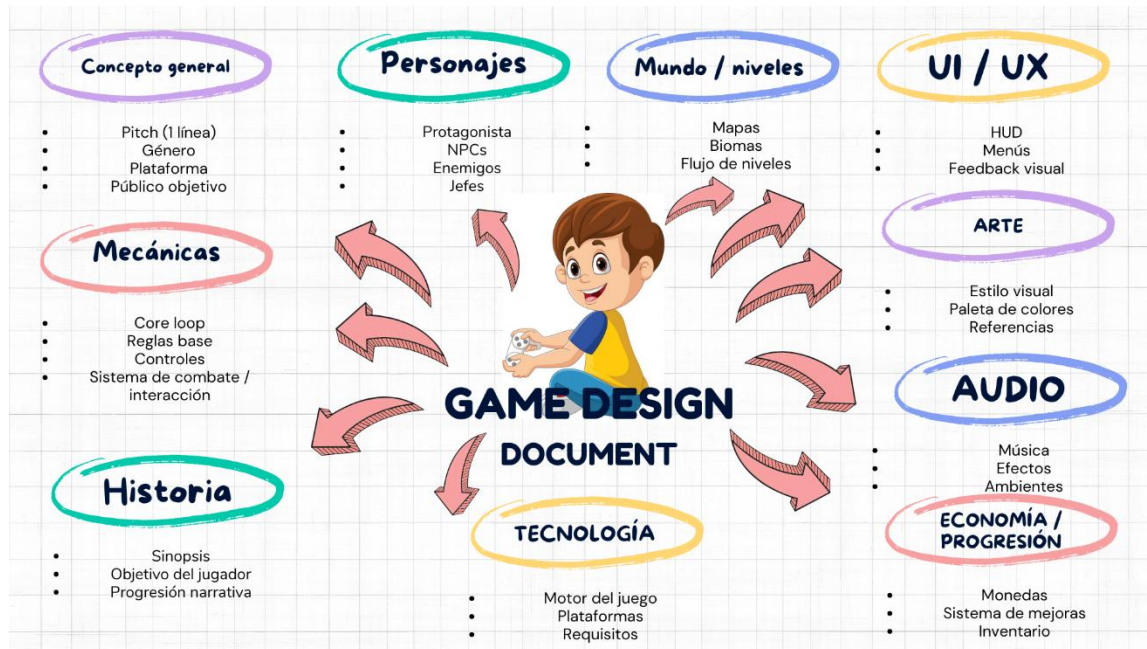 Concepto general
Pitch (1 línea)
Género
Plataforma
Público objetivo
Personajes
Protagonista
NPCs
Enemigos
Jefes
Mundo / niveles
Mapas
Biomas
Flujo de niveles
UI / UX
HUD
Menús
Feedback visual
Mecánicas
Core loop
Reglas base
Controles
Sistema de combate /
interacción
ARTE
Estilo visual
Paleta de colores
Referencias
GAME DESIGN
DOCUMENT
AUDIO
Música
Efectos
Ambientes
Historia
Sinopsis
Objetivo del jugador
Progresión narrativa
TECNOLOGÍA
Motor del juego
Plataformas
Requisitos
ECONOMÍA /
PROGRESIÓN
Monedas
Sistema de mejoras
Inventario